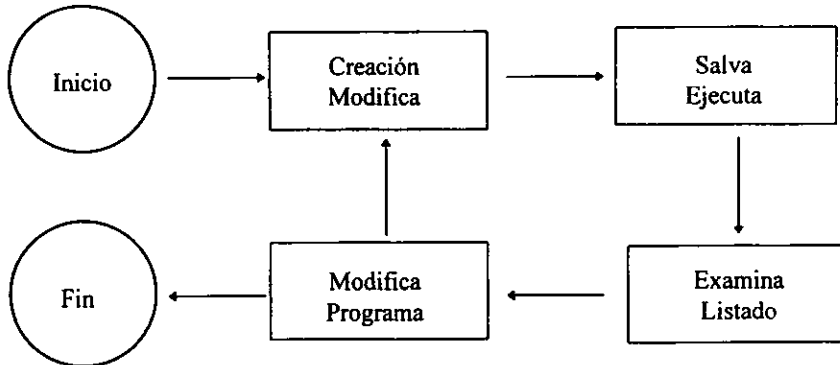 Inicio
Creación
Modifica
Salva
Ejecuta
Fin
Modifica
Programa
Examina
Listado